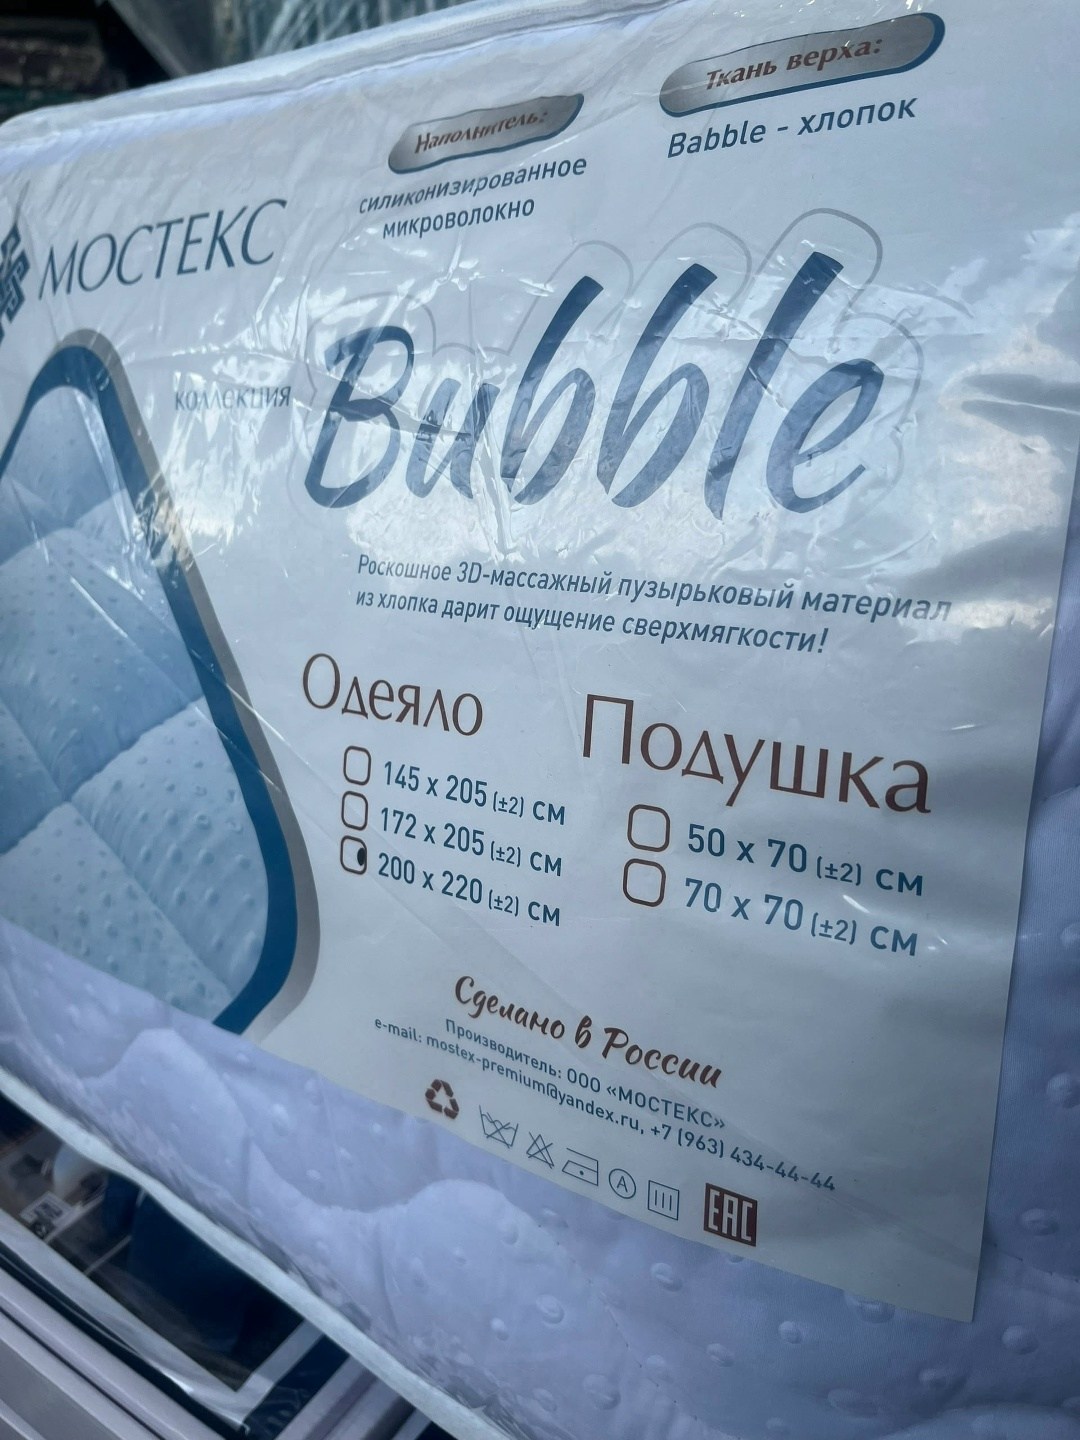 Наполнитель:
силиконизированное
микроволокно
Ткань верха:
Babble - хлопок
МОСТЕКС
КОЛЛЕКЦИЯ
Bubble
Роскошное 3D-массажный пузырьковый материал
из хлопка дарит ощущение сверхмягкости!
Одеяло
145 x 205 (±2) см
172 x 205 (±2) см
200 x 220 (±2) см
Подушка
50 x 70 (±2) см
70 x 70 (±2) см
Сделано в России
Производитель: ООО «МОСТЕКС»
e-mail: mostex-premium@yandex.ru, +7 (963) 434-44-44
A
EAC